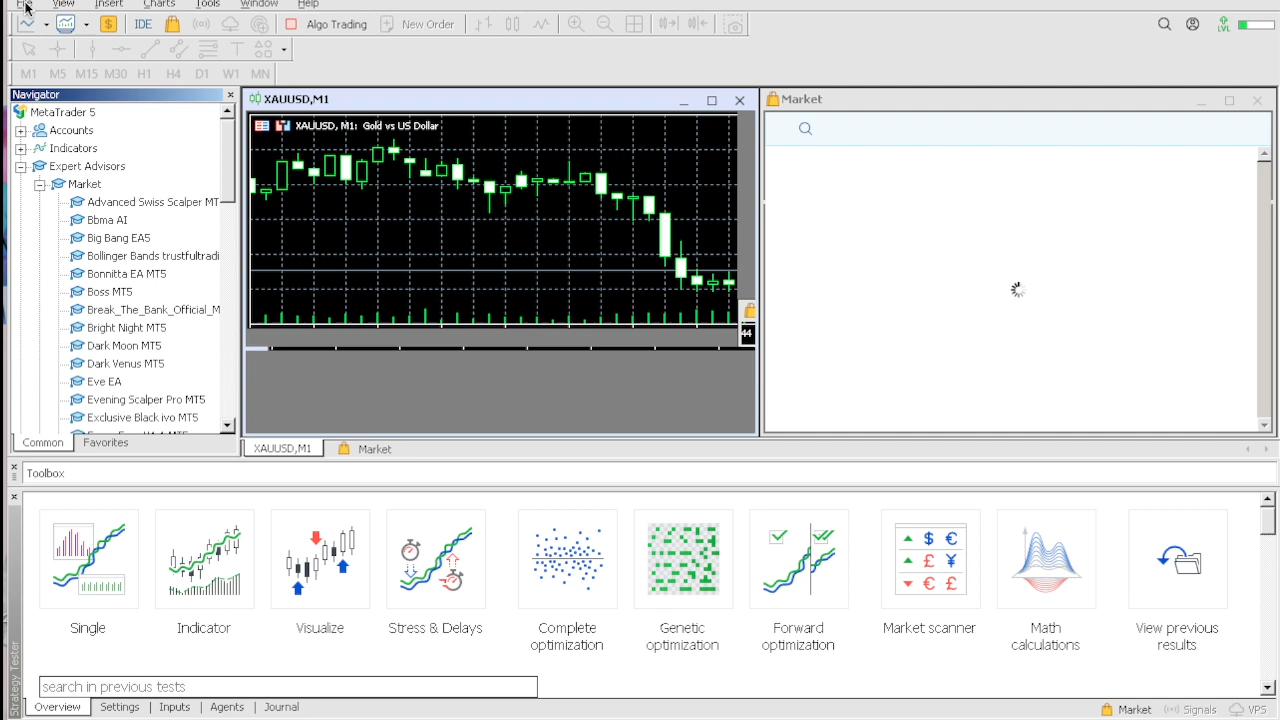 File View Insert Charts Tools Window Help
IDE Algo Trading New Order LVL
M1 M5 M15 M30 H1 H4 D1 W1 MN
Navigator
MetaTrader 5
Accounts
Indicators
Expert Advisors
Market
Advanced Swiss Scalper MT
Bbma AI
Big Bang EA5
Bollinger Bands trustfultradi
Bonnitta EA MT5
Boss MT5
Break_The_Bank_Official_M
Bright Night MT5
Dark Moon MT5
Dark Venus MT5
Eve EA
Evening Scalper Pro MT5
Exclusive Black ivo MT5
Common Favorites
XAUUSD,M1
XAUUSD, M1: Gold vs US Dollar
44
Market
XAUUSD,M1 Market
Toolbox
Single
Indicator
Visualize
Stress & Delays
Complete
optimization
Genetic
optimization
Forward
optimization
Market scanner
Math
calculations
View previous
results
search in previous tests
Strategy Tester
Overview Settings Inputs Agents Journal
Market Signals VPS